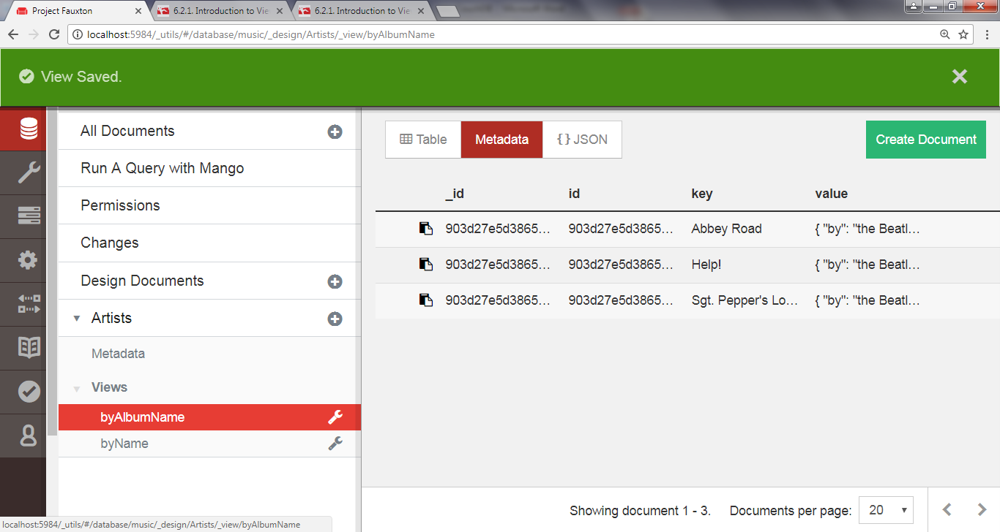 Project Fauxton
6.2.1. Introduction to Vie
6.2.1. Introduction to Vie
localhost:5984/_utils/#/database/music/_design/Artists/_view/byAlbumName
View Saved.
All Documents
Run A Query with Mango
Permissions
Changes
Design Documents
Artists
Metadata
Views
byAlbumName
byName
Table Metadata {} JSON
Create Document
_id id key value
903d27e5d3865... 903d27e5d3865... Abbey Road { "by": "the Beatl...
903d27e5d3865... 903d27e5d3865... Help! { "by": "the Beatl...
903d27e5d3865... 903d27e5d3865... Sgt. Pepper's Lo... { "by": "the Beatl...
Showing document 1 - 3. Documents per page: 20
localhost:5984/_utils/#/database/music/_design/Artists/_view/byAlbumName